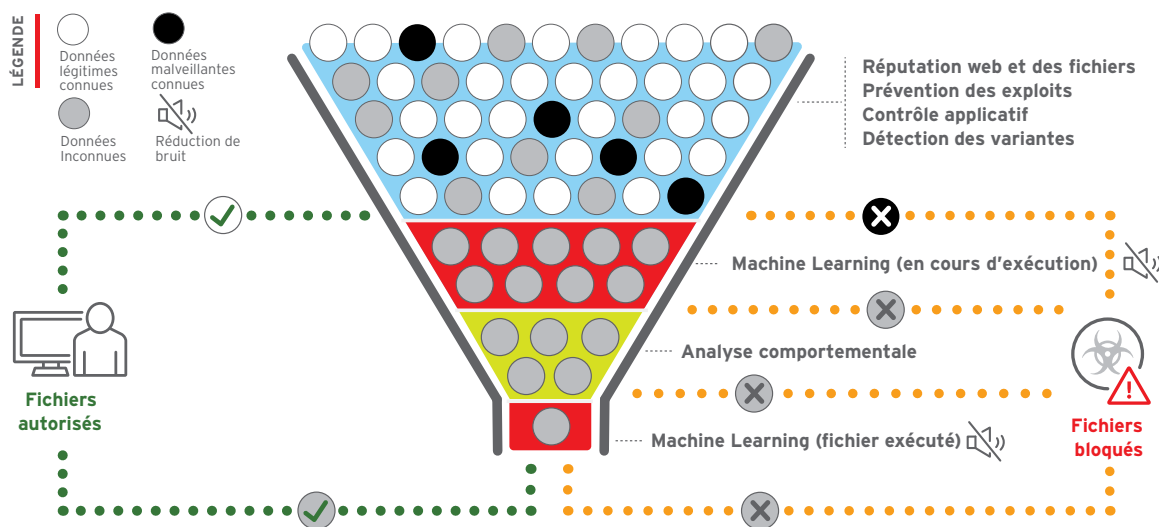 LÉGENDE
Données
légitimes
connues
Données
malveillantes
connues
Données
Inconnues
Réduction de
bruit
Réputation web et des fichiers
Prévention des exploits
Contrôle applicatif
Détection des variantes
Machine Learning (en cours d'exécution)
Analyse comportementale
Machine Learning (fichier exécuté)
Fichiers
autorisés
Fichiers
bloqués